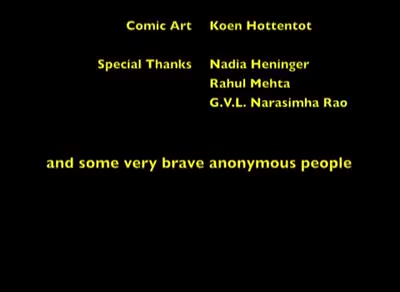 Comic Art Koen Hottentot
Special Thanks Nadia Heninger
Rahul Mehta
G.V.L. Narasimha Rao
and some very brave anonymous people